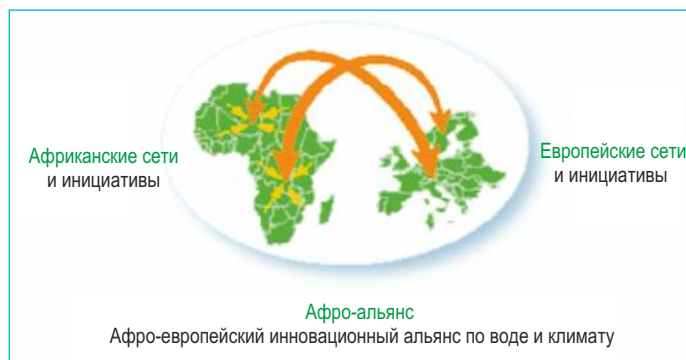 Африканские сети
и инициативы
Европейские сети
и инициативы
Афро-альянс
Афро-европейский инновационный альянс по воде и климату